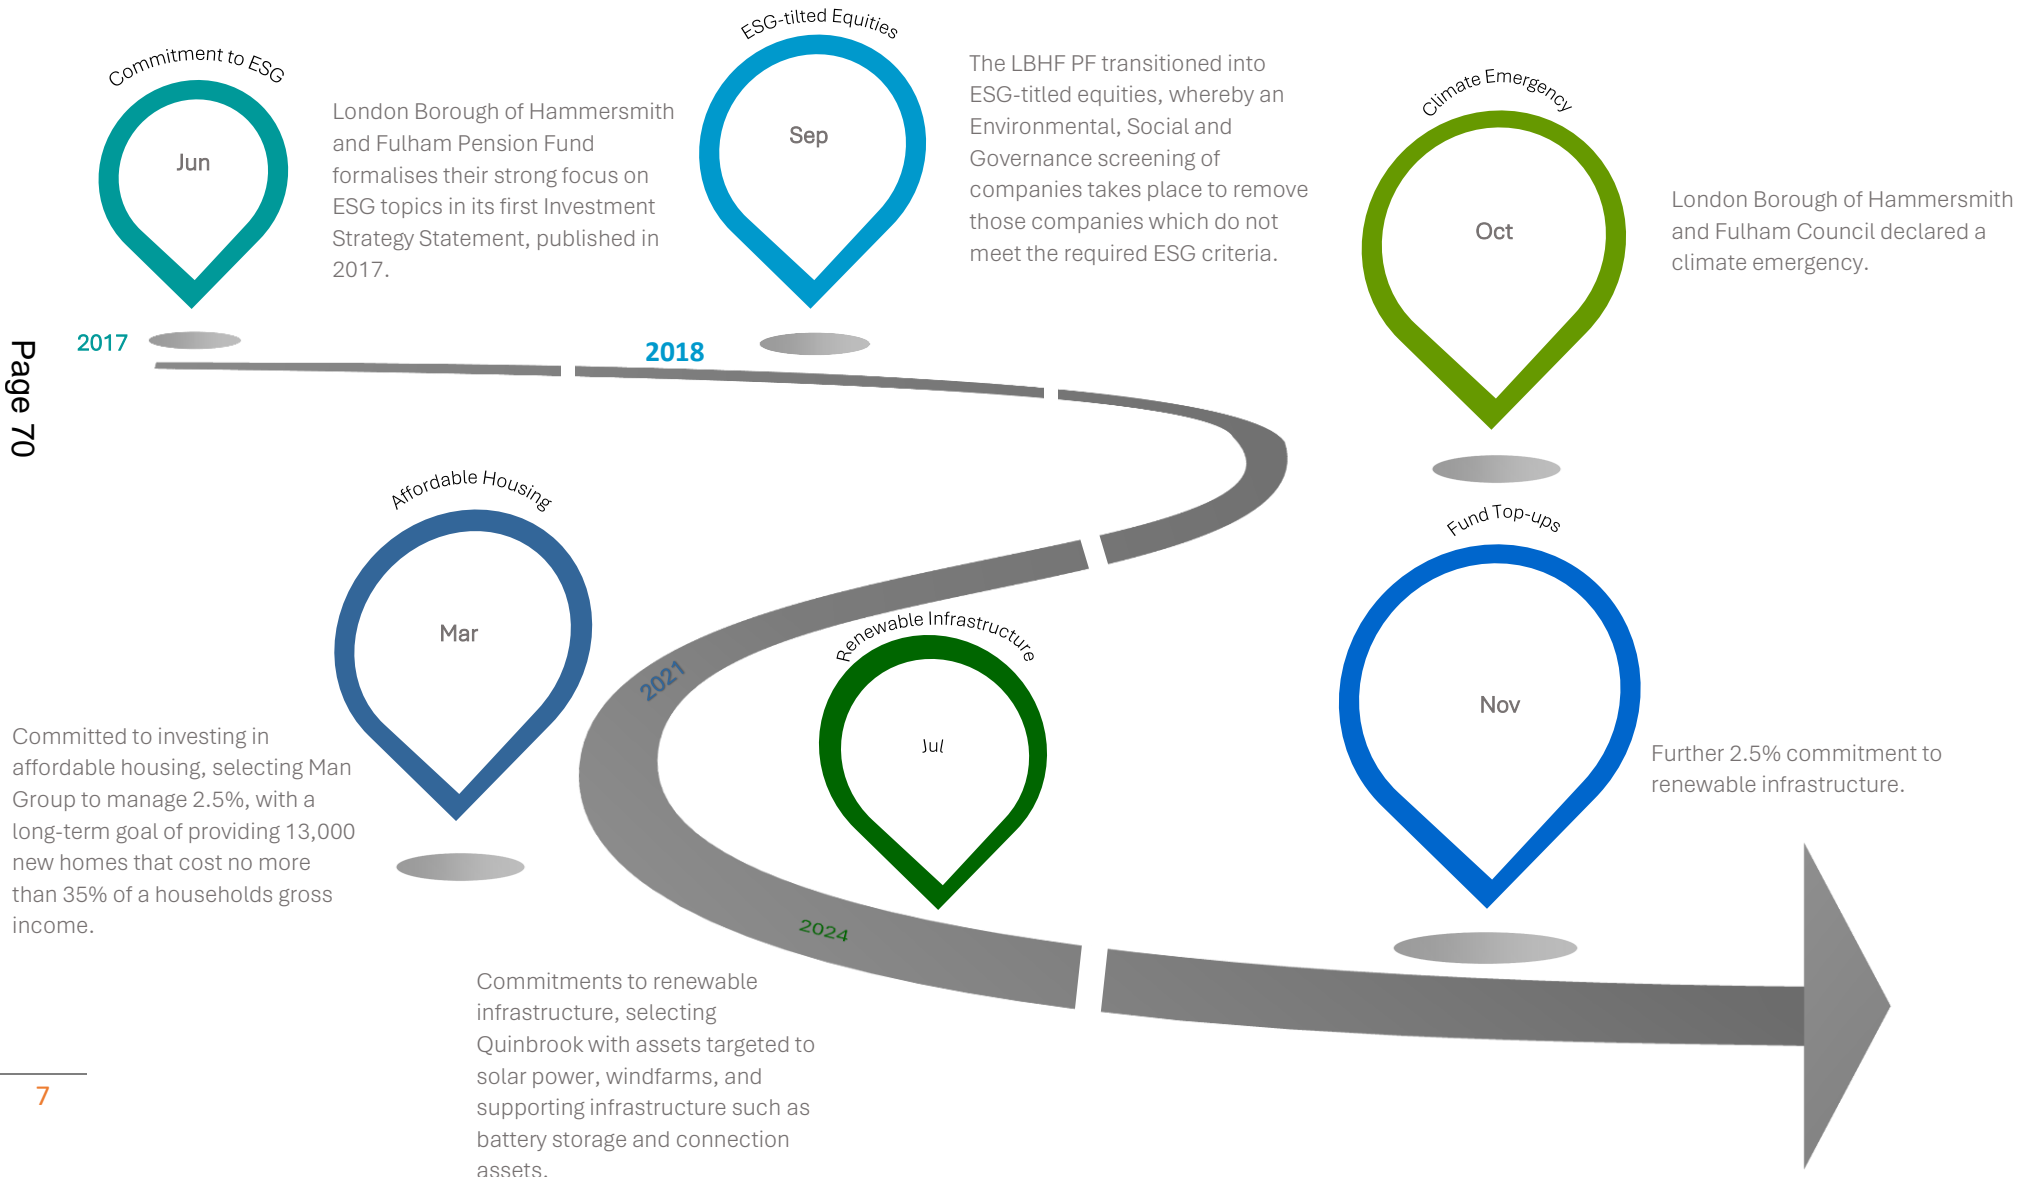 Commitment to ESG
Jun
London Borough of Hammersmith
and Fulham Pension Fund
formalises their strong focus on
ESG topics in its first Investment
Strategy Statement, published in
2017.
2017
ESG-tilted Equities
Sep
The LBHF PF transitioned into
ESG-titled equities, whereby an
Environmental, Social and
Governance screening of
companies takes place to remove
those companies which do not
meet the required ESG criteria.
2018
Climate Emergency
Oct
London Borough of Hammersmith
and Fulham Council declared a
climate emergency.
Page 70
Affordable Housing
Mar
Committed to investing in
affordable housing, selecting Man
Group to manage 2.5%, with a
long-term goal of providing 13,000
new homes that cost no more
than 35% of a households gross
income.
2021
Renewable Infrastructure
Jul
2024
Commitments to renewable
infrastructure, selecting
Quinbrook with assets targeted to
solar power, windfarms, and
supporting infrastructure such as
battery storage and connection
assets.
Fund Top-ups
Nov
Further 2.5% commitment to
renewable infrastructure.
7